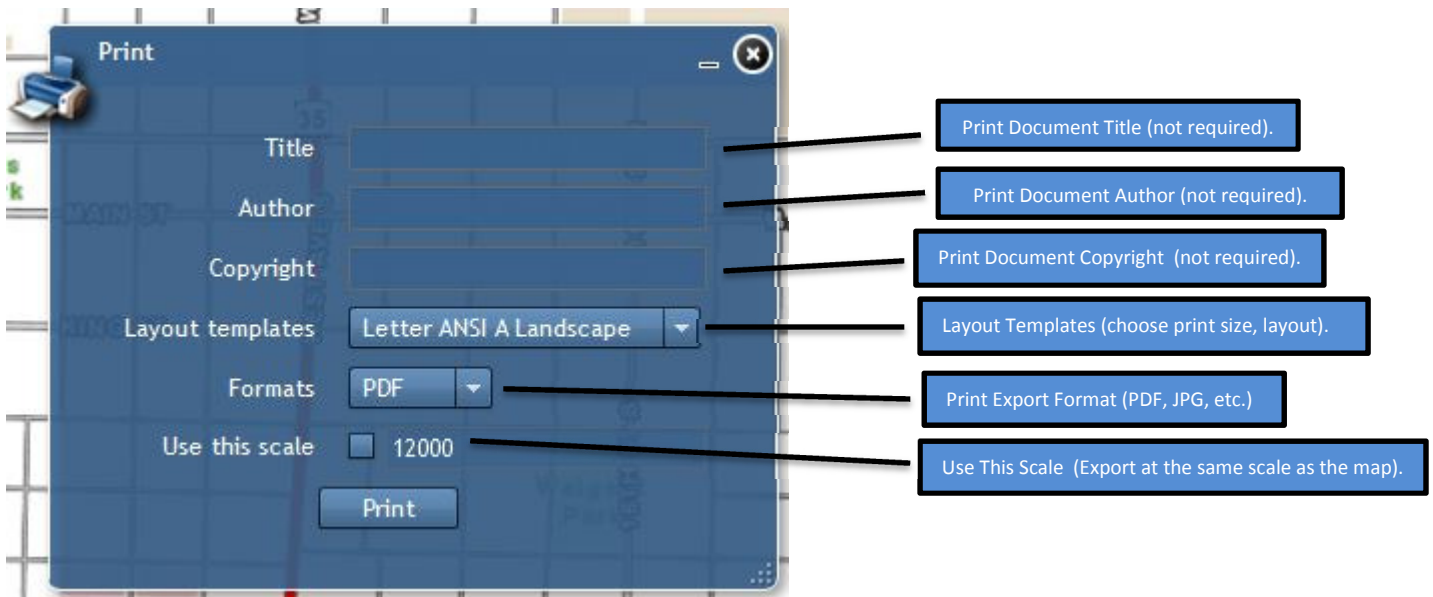 Print
Title
Print Document Title (not required).
Author
Print Document Author (not required).
MAIN ST
Copyright
Print Document Copyright (not required).
Layout templates
Letter ANSI A Landscape
Layout Templates (choose print size, layout).
Formats
PDF
Print Export Format (PDF, JPG, etc.)
Use this scale
12000
Use This Scale (Export at the same scale as the map).
Print